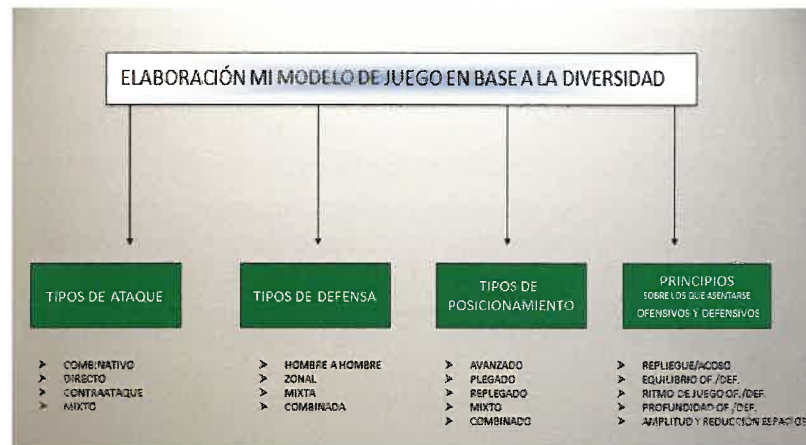 ELABORACIÓN MI MODELO DE JUEGO EN BASE A LA DIVERSIDAD
TIPOS DE ATAQUE
COMBINATIVO
DIRECTO
CONTRAATAQUE
MIXTO
TIPOS DE DEFENSA
HOMBRE A HOMBRE
ZONAL
MIXTA
COMBINADA
TIPOS DE
POSICIONAMIENTO
AVANZADO
PLEGADO
REPLEGADO
MIXTO
COMBINADO
PRINCIPIOS
SOBRE LOS QUE ASENTARSE
OFENSIVOS Y DEFENSIVOS
REPLIEGUE/ACOSO
EQUILIBRIO OF./DEF.
RITMO DE JUEGO OF./DEF.
PROFUNDIDAD OF./DEF.
AMPLITUD Y REDUCCIÓN ESPACIOS